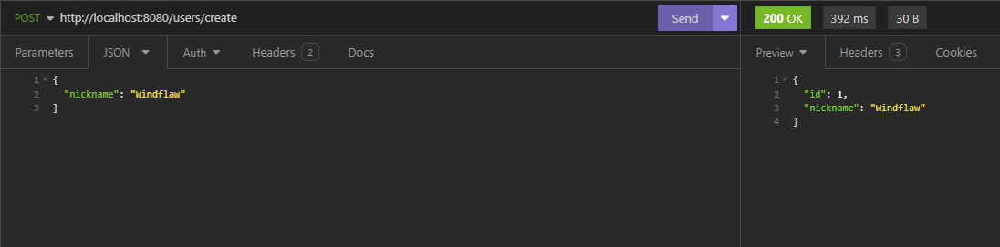 POST http://localhost:8080/users/create Send 200 OK 392 ms 30 B
Parameters JSON Auth Headers 2 Docs Preview Headers 3 Cookies
1 {
2 "nickname": "Windflaw"
3 }
1 {
2 "id": 1,
3 "nickname": "Windflaw"
4 }